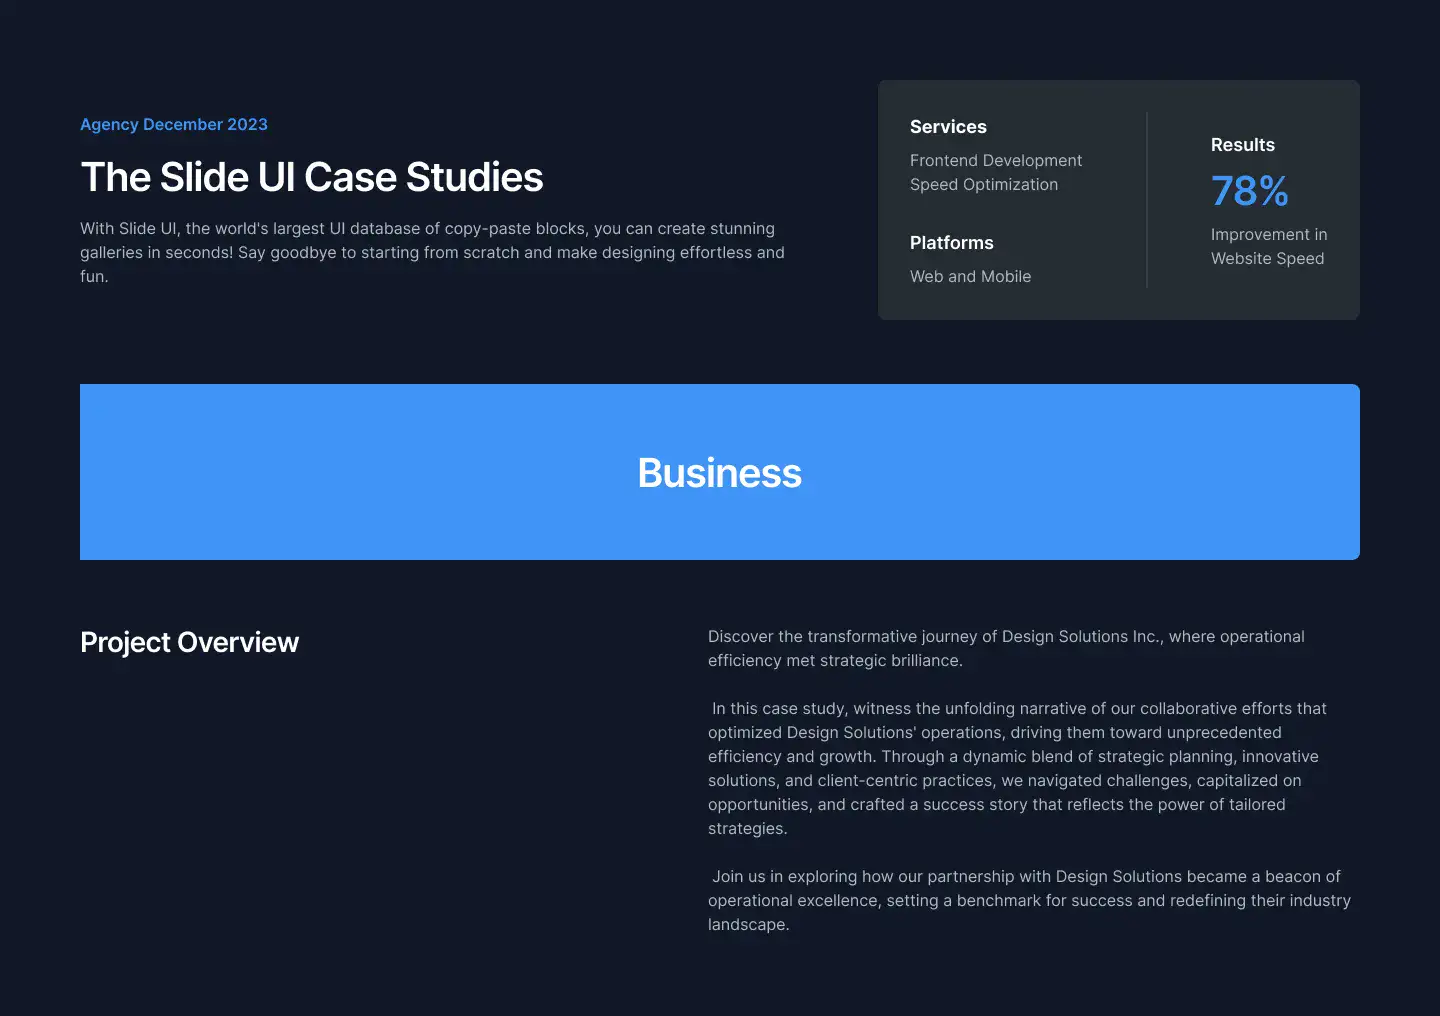 Agency December 2023
The Slide UI Case Studies
With Slide UI, the world's largest UI database of copy-paste blocks, you can create stunning
galleries in seconds! Say goodbye to starting from scratch and make designing effortless and
fun.
Services
Frontend Development
Speed Optimization
Platforms
Web and Mobile
Results
78%
Improvement in
Website Speed
Business
Project Overview
Discover the transformative journey of Design Solutions Inc., where operational
efficiency met strategic brilliance.
In this case study, witness the unfolding narrative of our collaborative efforts that
optimized Design Solutions' operations, driving them toward unprecedented
efficiency and growth. Through a dynamic blend of strategic planning, innovative
solutions, and client-centric practices, we navigated challenges, capitalized on
opportunities, and crafted a success story that reflects the power of tailored
strategies.
Join us in exploring how our partnership with Design Solutions became a beacon of
operational excellence, setting a benchmark for success and redefining their industry
landscape.